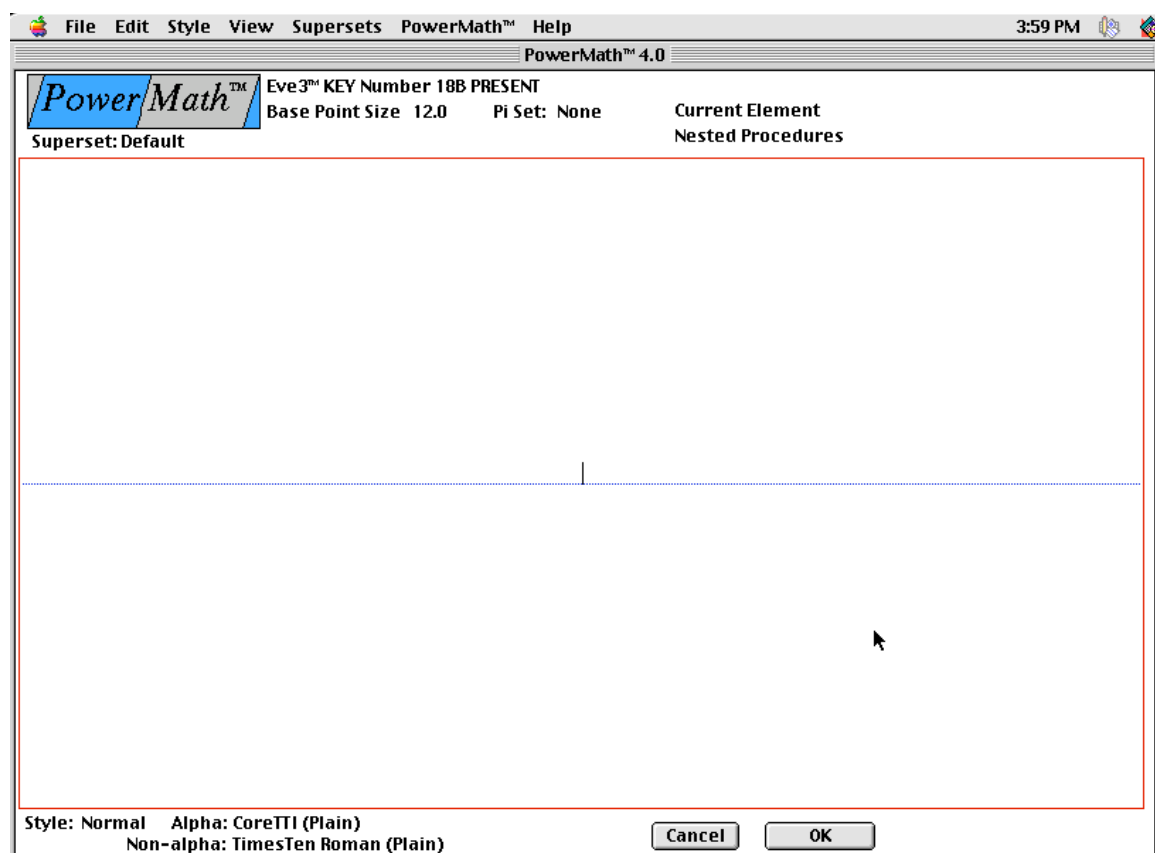 File Edit Style View Supersets PowerMath™ Help 3:59 PM
PowerMath™ 4.0
PowerMath™
Eve3™ KEY Number 18B PRESENT
Base Point Size 12.0 Pi Set: None Current Element
Superset: Default Nested Procedures
Style: Normal Alpha: CoreTTI (Plain)
Non-alpha: TimesTen Roman (Plain)
Cancel OK